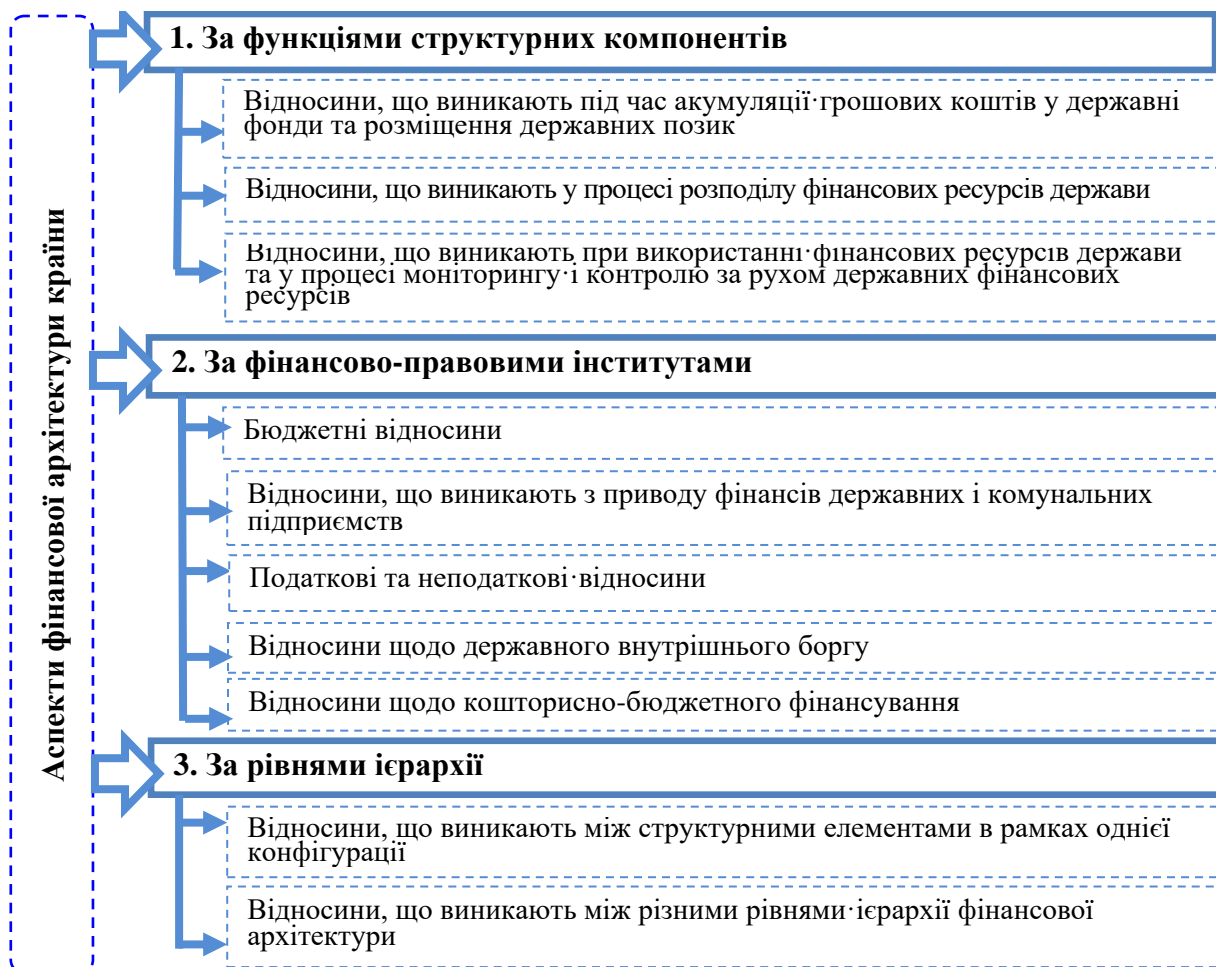 Аспекти фінансової архітектури країни
1. За функціями структурних компонентів
Відносини, що виникають під час акумуляції·грошових коштів у державні
фонди та розміщення державних позик
Відносини, що виникають у процесі розподілу фінансових ресурсів держави
Відносини, що виникають при використанні·фінансових ресурсів держави
та у процесі моніторингу·і контролю за рухом державних фінансових
ресурсів
2. За фінансово-правовими інститутами
Бюджетні відносини
Відносини, що виникають з приводу фінансів державних і комунальних
підприємств
Податкові та неподаткові·відносини
Відносини щодо державного внутрішнього боргу
Відносини щодо кошторисно-бюджетного фінансування
3. За рівнями ієрархії
Відносини, що виникають між структурними елементами в рамках однієї
конфігурації
Відносини, що виникають між різними рівнями·ієрархії фінансової
архітектури